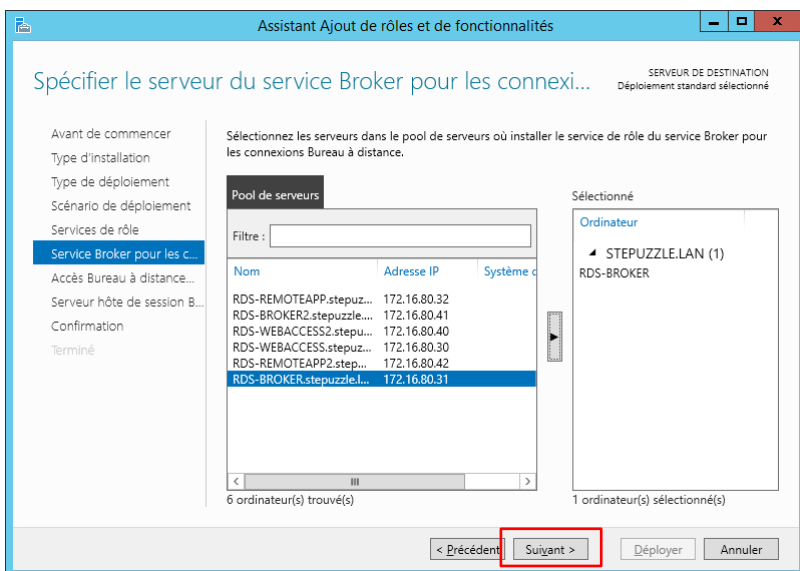 Assistant Ajout de rôles et de fonctionnalités
Spécifier le serveur du service Broker pour les connexi...
SERVEUR DE DESTINATION
Déploiement standard sélectionné
Avant de commencer
Type d'installation
Type de déploiement
Scénario de déploiement
Services de rôle
Service Broker pour les c...
Accès Bureau à distance...
Serveur hôte de session B...
Confirmation
Terminé
Sélectionnez les serveurs dans le pool de serveurs où installer le service de rôle du service Broker pour
les connexions Bureau à distance.
Pool de serveurs
Filtre :
Nom Adresse IP Système d
RDS-REMOTEAPP.stepuz... 172.16.80.32
RDS-BROKER2.stepuzzle.... 172.16.80.41
RDS-WEBACCESS2.stepu... 172.16.80.40
RDS-WEBACCESS.stepuz... 172.16.80.30
RDS-REMOTEAPP2.step... 172.16.80.42
RDS-BROKER.stepuzzle.l... 172.16.80.31
6 ordinateur(s) trouvé(s)
Sélectionné
Ordinateur
STEPUZZLE.LAN (1)
RDS-BROKER
1 ordinateur(s) sélectionné(s)
< Précédent
Suivant >
Déployer
Annuler